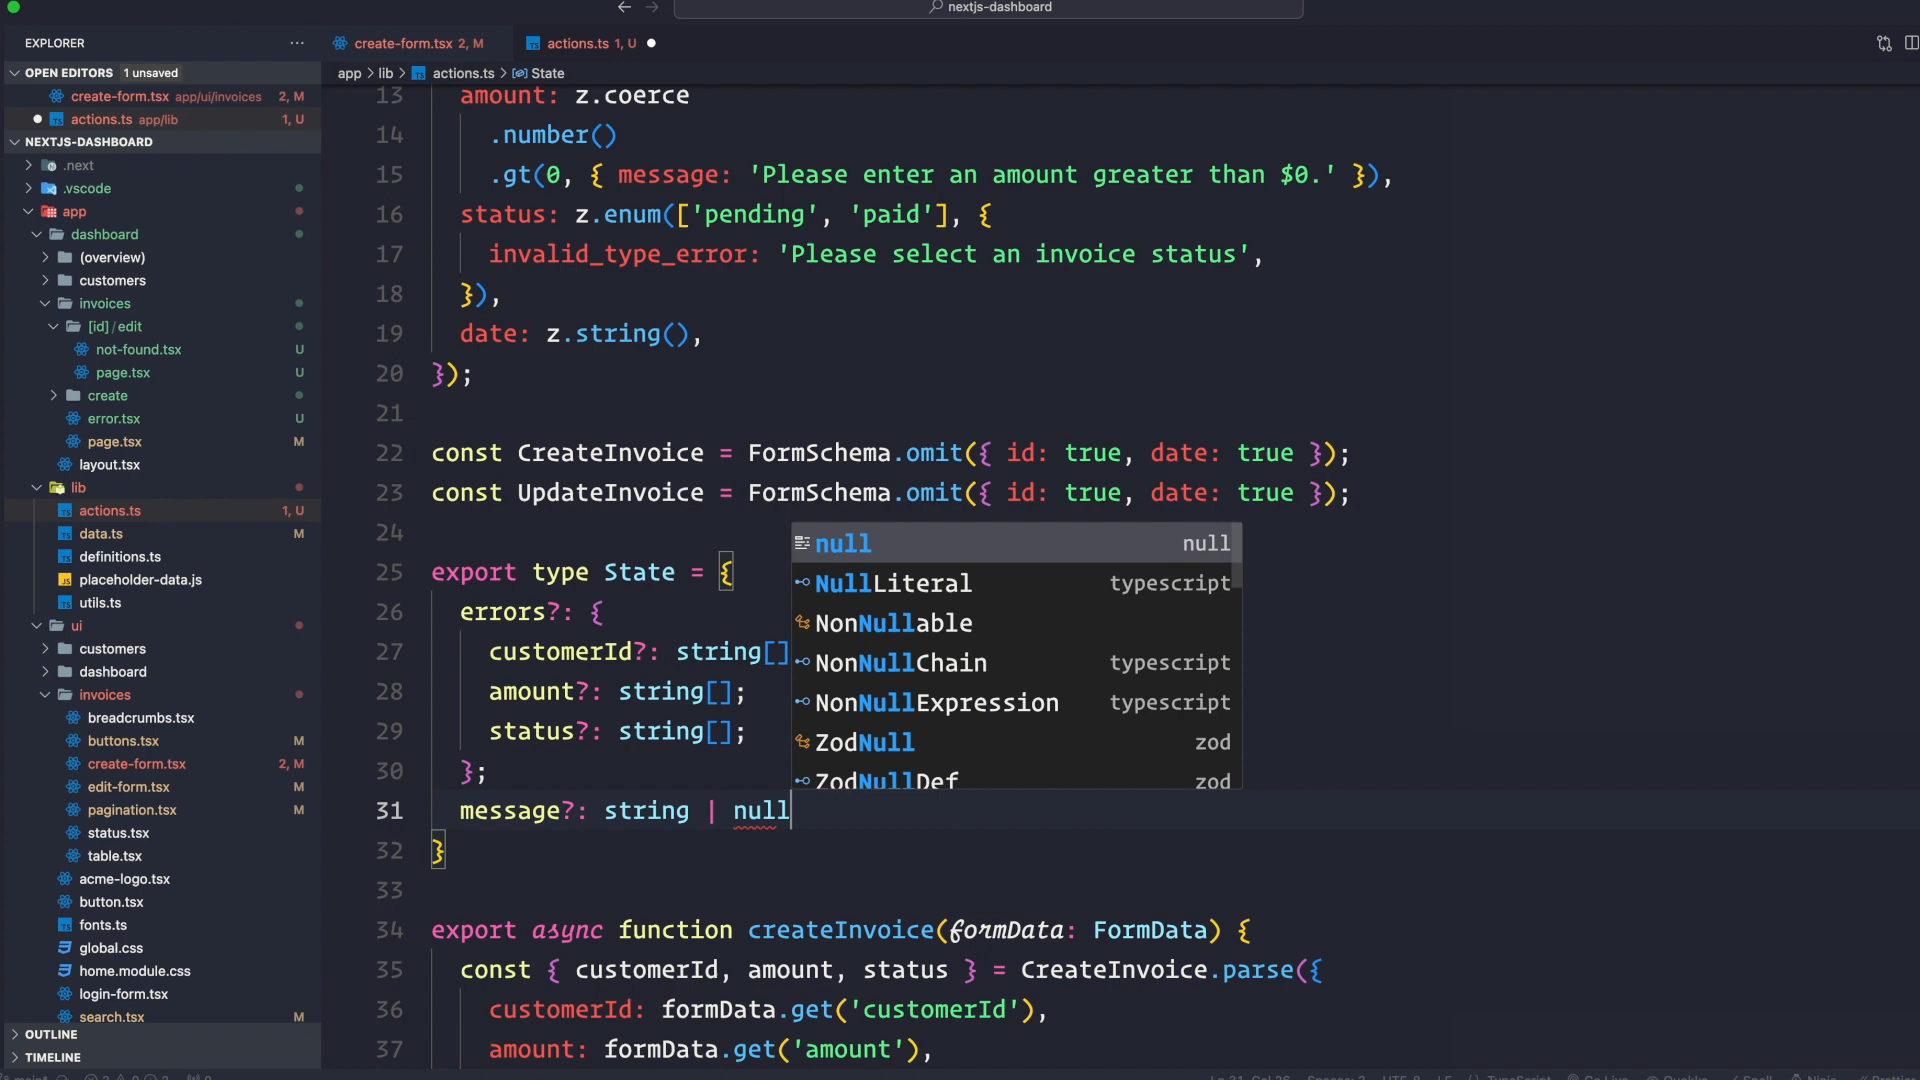 nextjs-dashboard
EXPLORER
create-form.tsx 2, M
actions.ts 1, U
OPEN EDITORS 1 unsaved
app > lib > actions.ts > State
create-form.tsx app/ui/invoices 2, M
actions.ts app/lib 1, U
NEXTJS-DASHBOARD
.next
.vscode
app
dashboard
(overview)
customers
invoices
[id]/edit
not-found.tsx U
page.tsx U
create
error.tsx U
page.tsx M
layout.tsx
lib
actions.ts 1, U
data.ts M
definitions.ts
placeholder-data.js
utils.ts
ui
customers
dashboard
invoices
breadcrumbs.tsx
buttons.tsx M
create-form.tsx 2, M
edit-form.tsx M
pagination.tsx M
status.tsx
table.tsx
acme-logo.tsx
button.tsx
fonts.ts
global.css
home.module.css
login-form.tsx
search.tsx M
OUTLINE
TIMELINE
13 amount: z.coerce
14 .number()
15 .gt(0, { message: 'Please enter an amount greater than $0.' }),
16 status: z.enum(['pending', 'paid'], {
17 invalid_type_error: 'Please select an invoice status',
18 }),
19 date: z.string(),
20 });
21
22 const CreateInvoice = FormSchema.omit({ id: true, date: true });
23 const UpdateInvoice = FormSchema.omit({ id: true, date: true });
24
25 export type State = {
26 errors?: {
27 customerId?: string[]
28 amount?: string[];
29 status?: string[];
30 };
31 message?: string | null
32 }
33
34 export async function createInvoice(formData: FormData) {
35 const { customerId, amount, status } = CreateInvoice.parse({
36 customerId: formData.get('customerId'),
37 amount: formData.get('amount'),
null null
NullLiteral typescript
NonNullable
NonNullChain typescript
NonNullExpression typescript
ZodNull zod
ZodNullDef zod